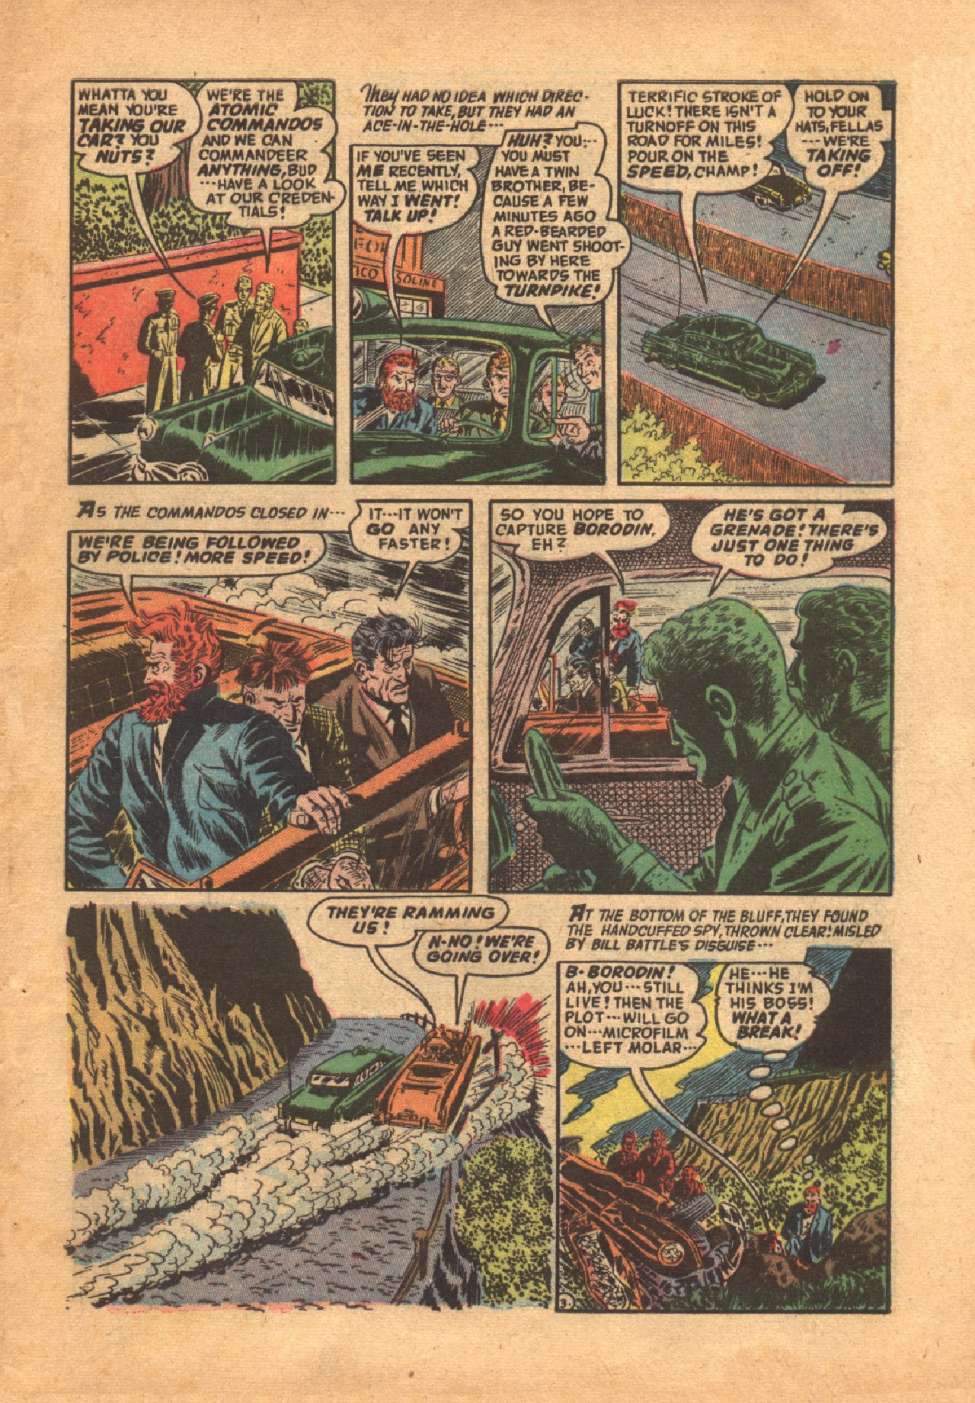 WHATTA YOU
MEAN YOU'RE
TAKING OUR
CAR? YOU
NUTS?
WE'RE THE
ATOMIC
COMMANDOS
AND WE CAN
COMMANDEER
ANYTHING, BUD
---HAVE A LOOK
AT OUR CREDEN-
TIALS!
THEY HAD NO IDEA WHICH DIREC-
TION TO TAKE, BUT THEY HAD AN
ACE-IN-THE-HOLE---
IF YOU'VE SEEN
ME RECENTLY,
TELL ME WHICH
WAY I WENT!
TALK UP!
HUH? YOU---
YOU MUST
HAVE A TWIN
BROTHER, BE-
CAUSE A FEW
MINUTES AGO
A RED-BEARDED
GUY WENT SHOOT-
ING BY HERE
TOWARDS THE
TURNPIKE!
TERRIFIC STROKE OF
LUCK! THERE ISN'T A
TURNOFF ON THIS
ROAD FOR MILES!
POUR ON THE
SPEED, CHAMP!
HOLD ON
TO YOUR
HATS, FELLAS
---WE'RE
TAKING
OFF!
AS THE COMMANDOS CLOSED IN---
WE'RE BEING FOLLOWED
BY POLICE! MORE SPEED!
IT---IT WON'T
GO ANY
FASTER!
SO YOU HOPE TO
CAPTURE BORODIN,
EH?
HE'S GOT A
GRENADE! THERE'S
JUST ONE THING
TO DO!
THEY'RE RAMMING
US!
N-NO! WE'RE
GOING OVER!
AT THE BOTTOM OF THE BLUFF, THEY FOUND
THE HANDCUFFED SPY, THROWN CLEAR! MISLED
BY BILL BATTLE'S DISGUISE---
B-BORODIN!
AH, YOU---STILL
LIVE! THEN THE
PLOT---WILL GO
ON---MICROFILM
---LEFT MOLAR---
HE---HE
THINKS I'M
HIS BOSS!
WHAT A
BREAK!